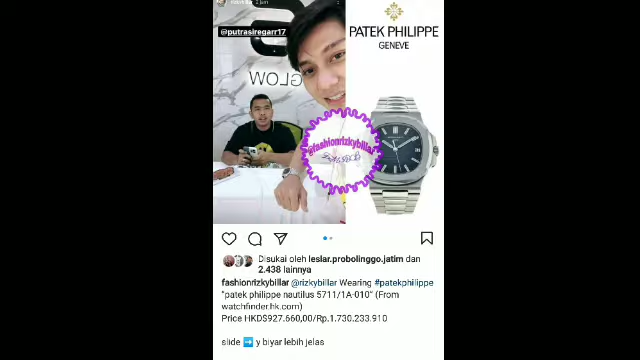 @putrasiregarr17
GLOW
PATEK PHILIPPE
GENEVE
@fashionrizkybillar
Disukai oleh leslar.probolinggo.jatim dan
2.438 lainnya
fashionrizkybillar @rizkybillar Wearing #patekphilippe
"patek philippe nautilus 5711/1A-010" (From
watchfinder.hk.com)
Price HKD$927.660,00/Rp.1.730.233.910
slide ➡️ y biyar lebih jelas